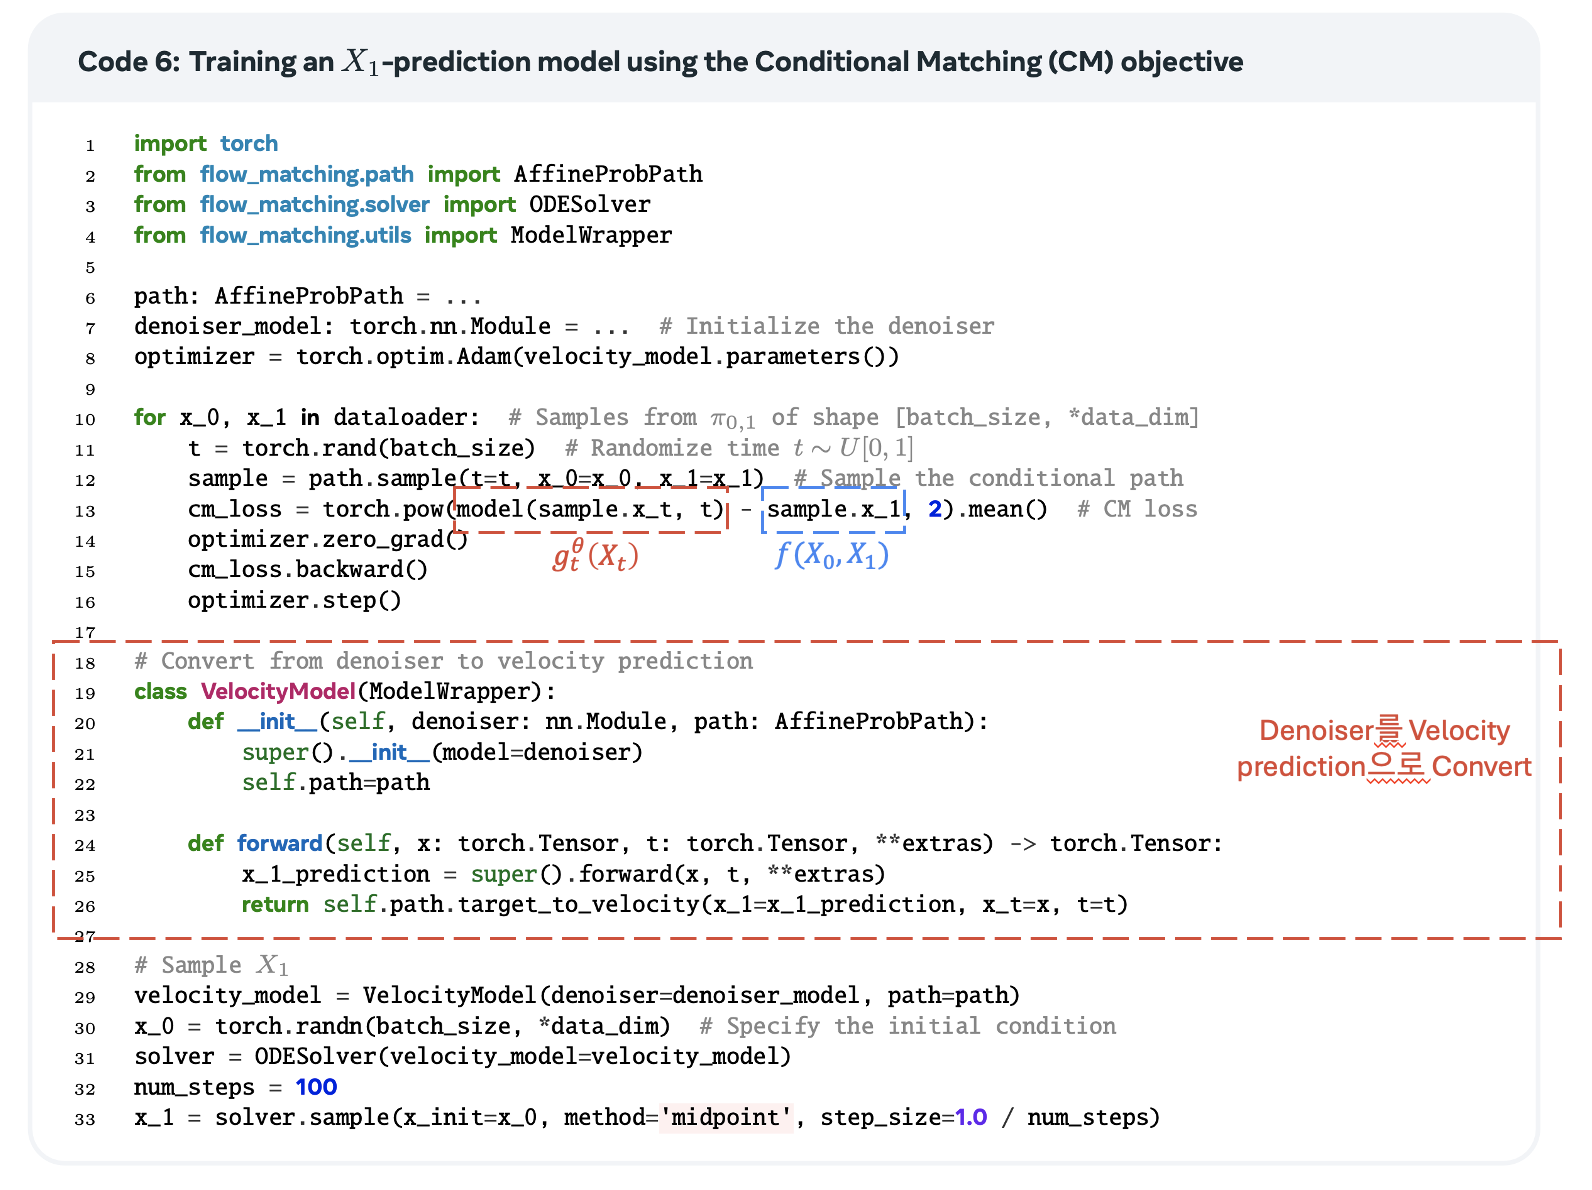 Code 6: Training an X₁-prediction model using the Conditional Matching (CM) objective
1 import torch
2 from flow_matching.path import AffineProbPath
3 from flow_matching.solver import ODESolver
4 from flow_matching.utils import ModelWrapper
5
6 path: AffineProbPath = ...
7 denoiser_model: torch.nn.Module = ... # Initialize the denoiser
8 optimizer = torch.optim.Adam(velocity_model.parameters())
9
10 for x_0, x_1 in dataloader: # Samples from π₀,₁ of shape [batch_size, *data_dim]
11     t = torch.rand(batch_size) # Randomize time t ∼ U[0, 1]
12     sample = path.sample(t=t, x_0=x_0, x_1=x_1) # Sample the conditional path
13     cm_loss = torch.pow(model(sample.x_t, t) - sample.x_1, 2).mean() # CM loss
14     optimizer.zero_grad()
g_t^θ(X_t) f(X₀, X₁)
15     cm_loss.backward()
16     optimizer.step()
17
18 # Convert from denoiser to velocity prediction
19 class VelocityModel(ModelWrapper):
20     def __init__(self, denoiser: nn.Module, path: AffineProbPath):
21         super().__init__(model=denoiser)
22         self.path=path
Denoiser를 Velocity
prediction으로 Convert
23
24     def forward(self, x: torch.Tensor, t: torch.Tensor, **extras) -> torch.Tensor:
25         x_1_prediction = super().forward(x, t, **extras)
26         return self.path.target_to_velocity(x_1=x_1_prediction, x_t=x, t=t)
27
28 # Sample X₁
29 velocity_model = VelocityModel(denoiser=denoiser_model, path=path)
30 x_0 = torch.randn(batch_size, *data_dim) # Specify the initial condition
31 solver = ODESolver(velocity_model=velocity_model)
32 num_steps = 100
33 x_1 = solver.sample(x_init=x_0, method='midpoint', step_size=1.0 / num_steps)